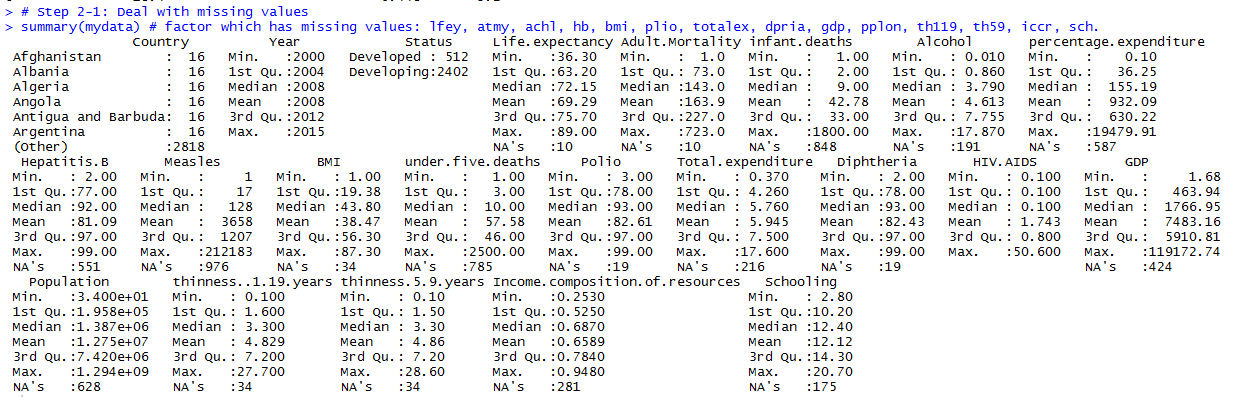 > # Step 2-1: Deal with missing values
> summary(mydata) # factor which has missing values: lfey, atmy, achl, hb, bmi, plio, totalex, dpria, gdp, pplon, th119, th59, iccr, sch.
Country Year Status Life.expectancy Adult.Mortality infant.deaths Alcohol percentage.expenditure
Afghanistan : 16 Min. :2000 Developed : 512 Min. :36.30 Min. : 1.0 Min. : 1.00 Min. : 0.010 Min. : 0.10
Albania : 16 1st Qu.:2004 Developing:2402 1st Qu.:63.20 1st Qu.: 73.0 1st Qu.: 2.00 1st Qu.: 0.860 1st Qu.: 36.25
Algeria : 16 Median :2008 Median :72.15 Median :143.0 Median : 9.00 Median : 3.790 Median : 155.19
Angola : 16 Mean :2008 Mean :69.29 Mean :163.9 Mean : 42.78 Mean : 4.613 Mean : 932.09
Antigua and Barbuda: 16 3rd Qu.:2012 3rd Qu.:75.70 3rd Qu.:227.0 3rd Qu.: 33.00 3rd Qu.: 7.755 3rd Qu.: 630.22
Argentina : 16 Max. :2015 Max. :89.00 Max. :723.0 Max. :1800.00 Max. :17.870 Max. :19479.91
(Other) :2818 NA's :10 NA's :10 NA's :848 NA's :191 NA's :587
Hepatitis.B Measles BMI under.five.deaths Polio Total.expenditure Diphtheria HIV.AIDS GDP
Min. : 2.00 Min. : 1 Min. : 1.00 Min. : 1.00 Min. : 3.00 Min. : 0.370 Min. : 2.00 Min. : 0.100 Min. : 1.68
1st Qu.:77.00 1st Qu.: 17 1st Qu.:19.38 1st Qu.: 3.00 1st Qu.:78.00 1st Qu.: 4.260 1st Qu.:78.00 1st Qu.: 0.100 1st Qu.: 463.94
Median :92.00 Median : 128 Median :43.80 Median : 10.00 Median :93.00 Median : 5.760 Median :93.00 Median : 0.100 Median : 1766.95
Mean :81.09 Mean : 3658 Mean :38.47 Mean : 57.58 Mean :82.61 Mean : 5.945 Mean :82.43 Mean : 1.743 Mean : 7483.16
3rd Qu.:97.00 3rd Qu.: 1207 3rd Qu.:56.30 3rd Qu.: 46.00 3rd Qu.:97.00 3rd Qu.: 7.500 3rd Qu.:97.00 3rd Qu.: 0.800 3rd Qu.: 5910.81
Max. :99.00 Max. :212183 Max. :87.30 Max. :2500.00 Max. :99.00 Max. :17.600 Max. :99.00 Max. :50.600 Max. :119172.74
NA's :551 NA's :976 NA's :34 NA's :785 NA's :19 NA's :216 NA's :19 NA's :424
Population thinness..1.19.years thinness.5.9.years Income.composition.of.resources Schooling
Min. :3.400e+01 Min. : 0.100 Min. : 0.10 Min. :0.2530 Min. : 2.80
1st Qu.:1.958e+05 1st Qu.: 1.600 1st Qu.: 1.50 1st Qu.:0.5250 1st Qu.:10.20
Median :1.387e+06 Median : 3.300 Median : 3.30 Median :0.6870 Median :12.40
Mean :1.275e+07 Mean : 4.829 Mean : 4.86 Mean :0.6589 Mean :12.12
3rd Qu.:7.420e+06 3rd Qu.: 7.200 3rd Qu.: 7.20 3rd Qu.:0.7840 3rd Qu.:14.30
Max. :1.294e+09 Max. :27.700 Max. :28.60 Max. :0.9480 Max. :20.70
NA's :628 NA's :34 NA's :34 NA's :281 NA's :175